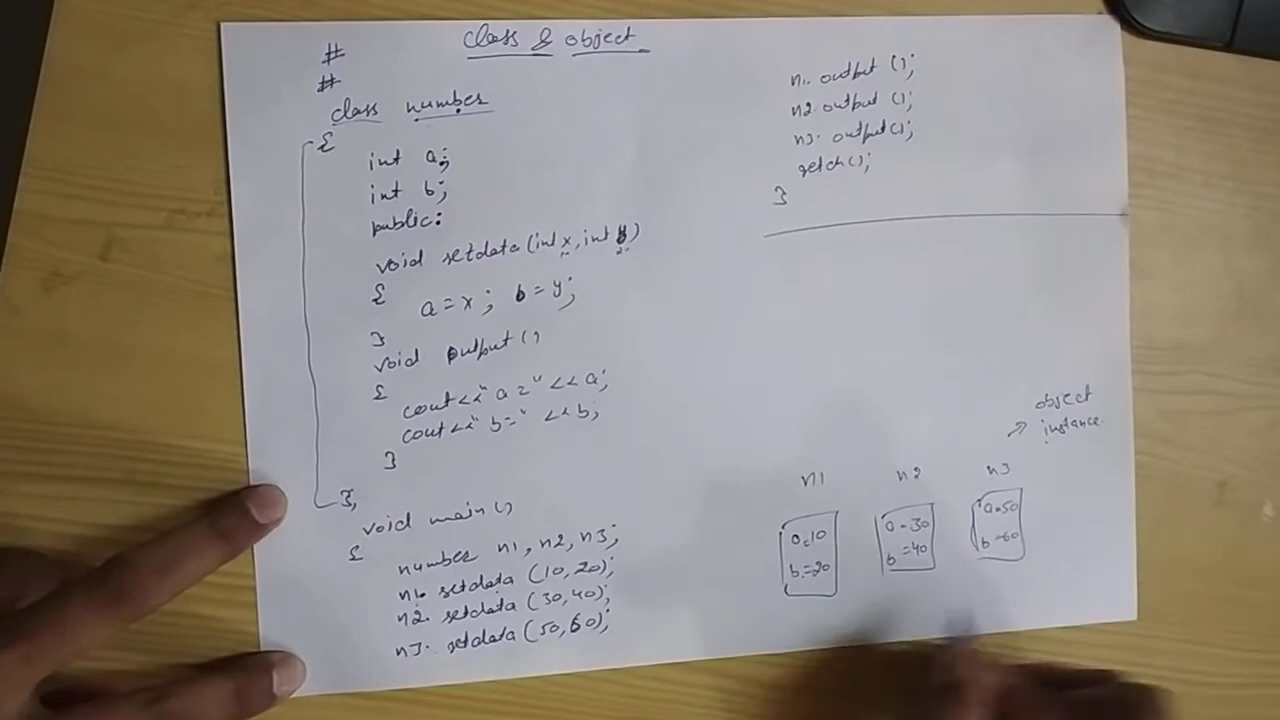 class & object
#
#
class number
{
int a;
int b;
public:
void setdata(int x, int y)
{ a=x; b=y;
}
void output()
{
cout<<"a="<<a;
cout<<"b="<<b;
}
};
void main()
{
number n1, n2, n3;
n1. setdata (10,20);
n2. setdata (30,40);
n3. setdata (50,60);
n1. output ();
n2. output ();
n3. output();
getch();
}
object
instance
n1 n2 n3
a=10
b=20
a=30
b=40
a=50
b=60